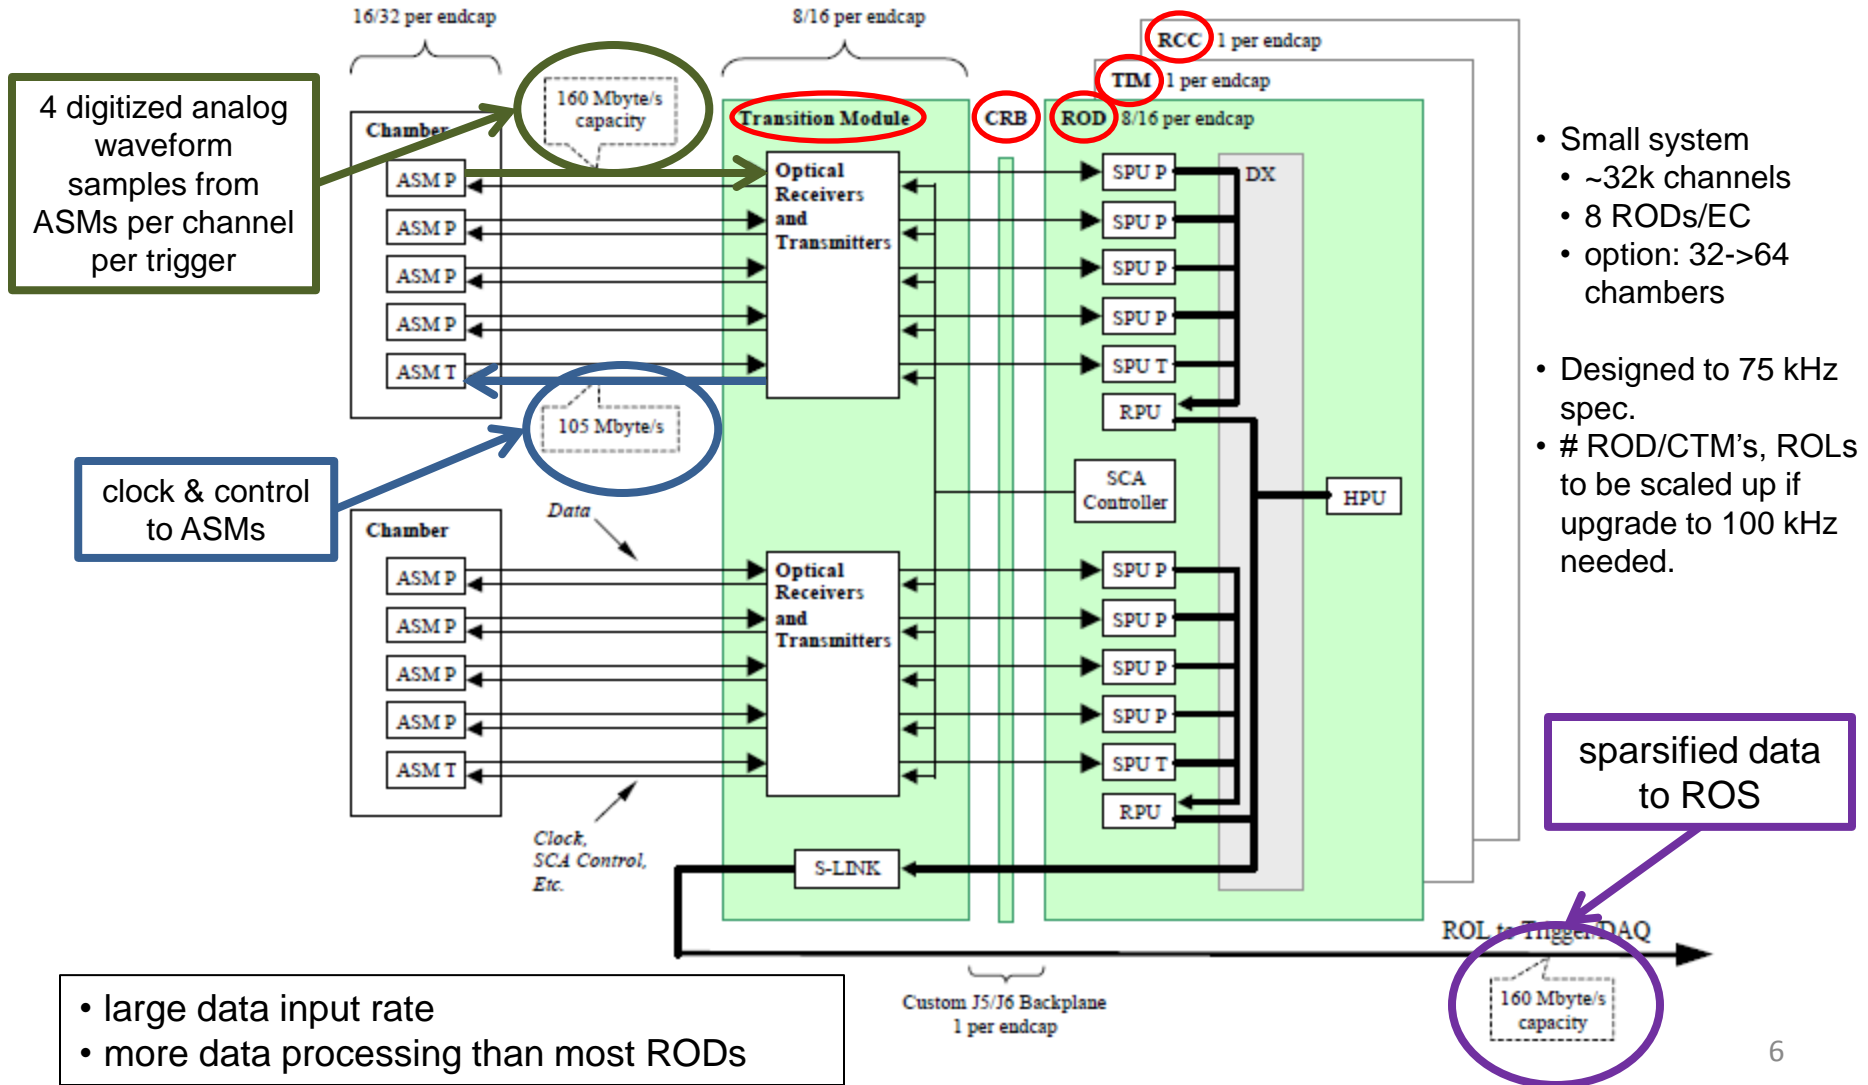 16/32 per endcap
8/16 per endcap
RCC 1 per endcap
TIM 1 per endcap
4 digitized analog
waveform
samples from
ASMs per channel
per trigger
160 Mbyte/s
capacity
Chamber
ASM P
ASM P
ASM P
ASM P
ASM T
Transition Module
Optical
Receivers
and
Transmitters
CRB
ROD 8/16 per endcap
SPU P
SPU P
SPU P
SPU P
SPU T
RPU
DX
SCA
Controller
HPU
105 Mbyte/s
clock & control
to ASMs
Data
Chamber
ASM P
ASM P
ASM P
ASM P
ASM T
Optical
Receivers
and
Transmitters
SPU P
SPU P
SPU P
SPU P
SPU T
RPU
Clock,
SCA Control,
Etc.
S-LINK
• Small system
• ~32k channels
• 8 RODs/EC
• option: 32->64
chambers
• Designed to 75 kHz
spec.
• # ROD/CTM's, ROLs
to be scaled up if
upgrade to 100 kHz
needed.
sparsified data
to ROS
ROL to Trigger/DAQ
160 Mbyte/s
capacity
Custom J5/J6 Backplane
1 per endcap
• large data input rate
• more data processing than most RODs
6